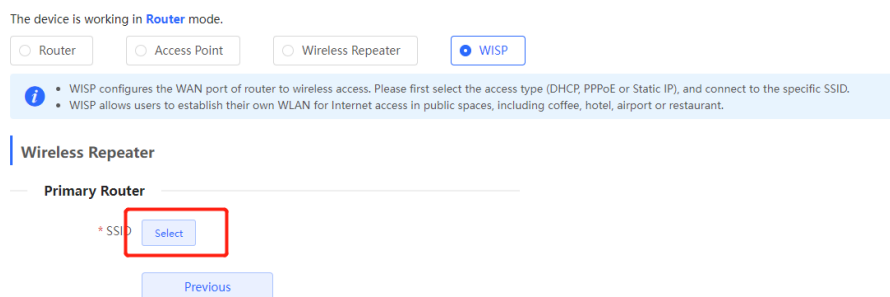 The device is working in Router mode.
Router Access Point Wireless Repeater WISP
• WISP configures the WAN port of router to wireless access. Please first select the access type (DHCP, PPPoE or Static IP), and connect to the specific SSID.
• WISP allows users to establish their own WLAN for Internet access in public spaces, including coffee, hotel, airport or restaurant.
Wireless Repeater
Primary Router
* SSID Select
Previous